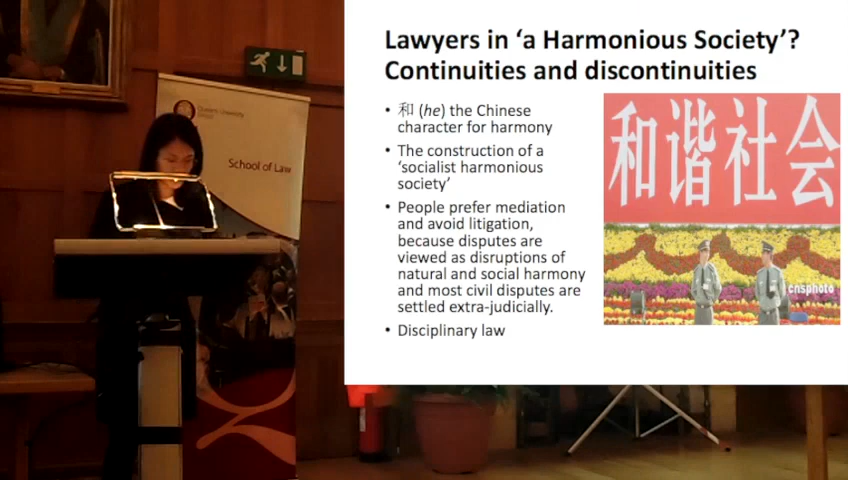 Lawyers in 'a Harmonious Society'?
Continuities and discontinuities
• 和 (he) the Chinese
character for harmony
• The construction of a
'socialist harmonious
society'
• People prefer mediation
and avoid litigation,
because disputes are
viewed as disruptions of
natural and social harmony
and most civil disputes are
settled extra-judicially.
• Disciplinary law
和谐社会
cnsphoto
Queen's University
School of Law